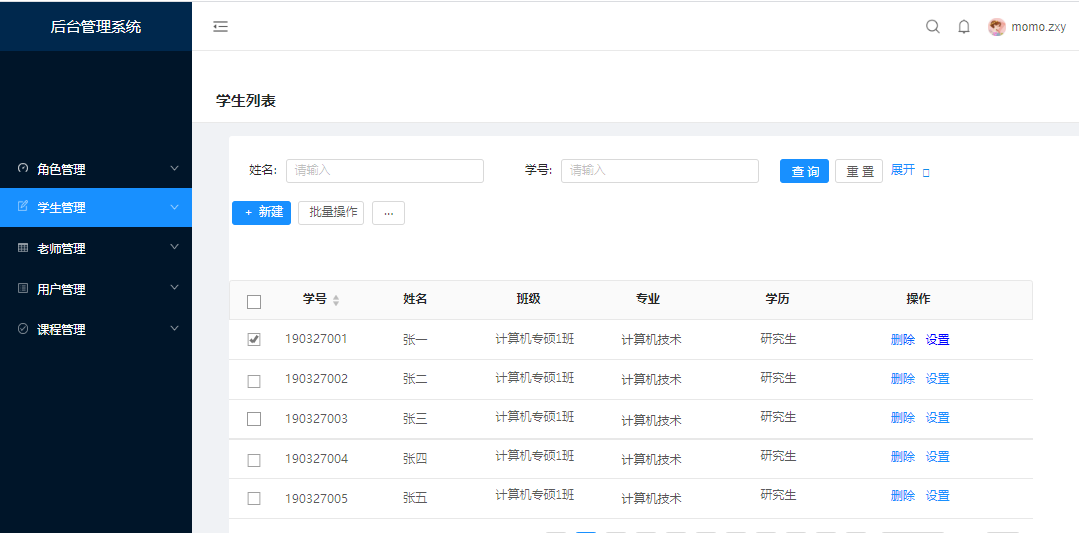 后台管理系统
momo.zxy
学生列表
角色管理
学生管理
老师管理
用户管理
课程管理
姓名: 请输入 学号: 请输入 查 询 重 置 展开
+ 新建 批量操作 ...
学号 姓名 班级 专业 学历 操作
190327001 张一 计算机专硕1班 计算机技术 研究生 删除 设置
190327002 张二 计算机专硕1班 计算机技术 研究生 删除 设置
190327003 张三 计算机专硕1班 计算机技术 研究生 删除 设置
190327004 张四 计算机专硕1班 计算机技术 研究生 删除 设置
190327005 张五 计算机专硕1班 计算机技术 研究生 删除 设置